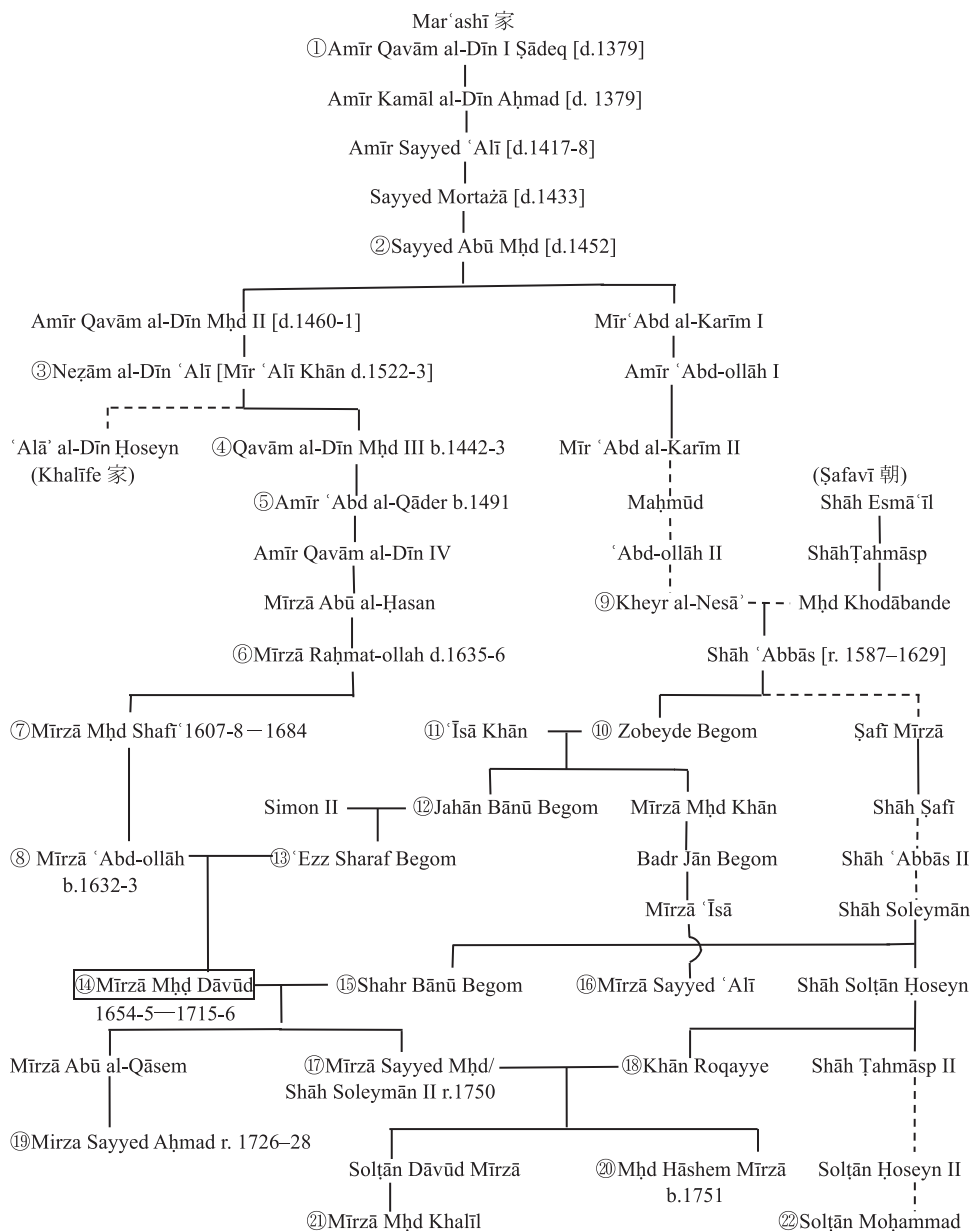 Marʿashī 家
①Amīr Qavām al-Dīn I Ṣādeq [d.1379]
Amīr Kamāl al-Dīn Aḥmad [d. 1379]
Amīr Sayyed ʿAlī [d.1417-8]
Sayyed Mortażā [d.1433]
②Sayyed Abū Mḥd [d.1452]
Amīr Qavām al-Dīn Mḥd II [d.1460-1]
MīrʿAbd al-Karīm I
③Neẓām al-Dīn ʿAlī [Mīr ʿAlī Khān d.1522-3]
Amīr ʿAbd-ollāh I
ʿAlāʾ al-Dīn Ḥoseyn
(Khalīfe 家)
④Qavām al-Dīn Mḥd III b.1442-3
Mīr ʿAbd al-Karīm II
(Ṣafavī 朝)
⑤Amīr ʿAbd al-Qāder b.1491
Maḥmūd
Shāh Esmāʿīl
Amīr Qavām al-Dīn IV
ʿAbd-ollāh II
ShāhṬahmāsp
Mīrzā Abū al-Ḥasan
⑨Kheyr al-Nesāʾ
Mḥd Khodābande
⑥Mīrzā Raḥmat-ollah d.1635-6
Shāh ʿAbbās [r. 1587–1629]
⑦Mīrzā Mḥd Shafīʿ 1607-8－1684
⑪ʿĪsā Khān
⑩ Zobeyde Begom
Ṣafī Mīrzā
Simon II
⑫Jahān Bānū Begom
Mīrzā Mḥd Khān
Shāh Ṣafī
⑧ Mīrzā ʿAbd-ollāh
b.1632-3
⑬ʿEzz Sharaf Begom
Badr Jān Begom
Shāh ʿAbbās II
Mīrzā ʿĪsā
Shāh Soleymān
⑭Mīrzā Mḥḍ Dāvūd
1654-5—1715-6
⑮Shahr Bānū Begom
⑯Mīrzā Sayyed ʿAlī
Shāh Solṭān Ḥoseyn
Mīrzā Abū al-Qāsem
⑰Mīrzā Sayyed Mḥd/
Shāh Soleymān II r.1750
⑱Khān Roqayye
Shāh Ṭahmāsp II
⑲Mirza Sayyed Aḥmad r. 1726–28
Solṭān Dāvūd Mīrzā
⑳Mḥd Hāshem Mīrzā
b.1751
Solṭān Ḥoseyn II
㉑Mīrzā Mḥd Khalīl
㉒Solṭān Moḥammad